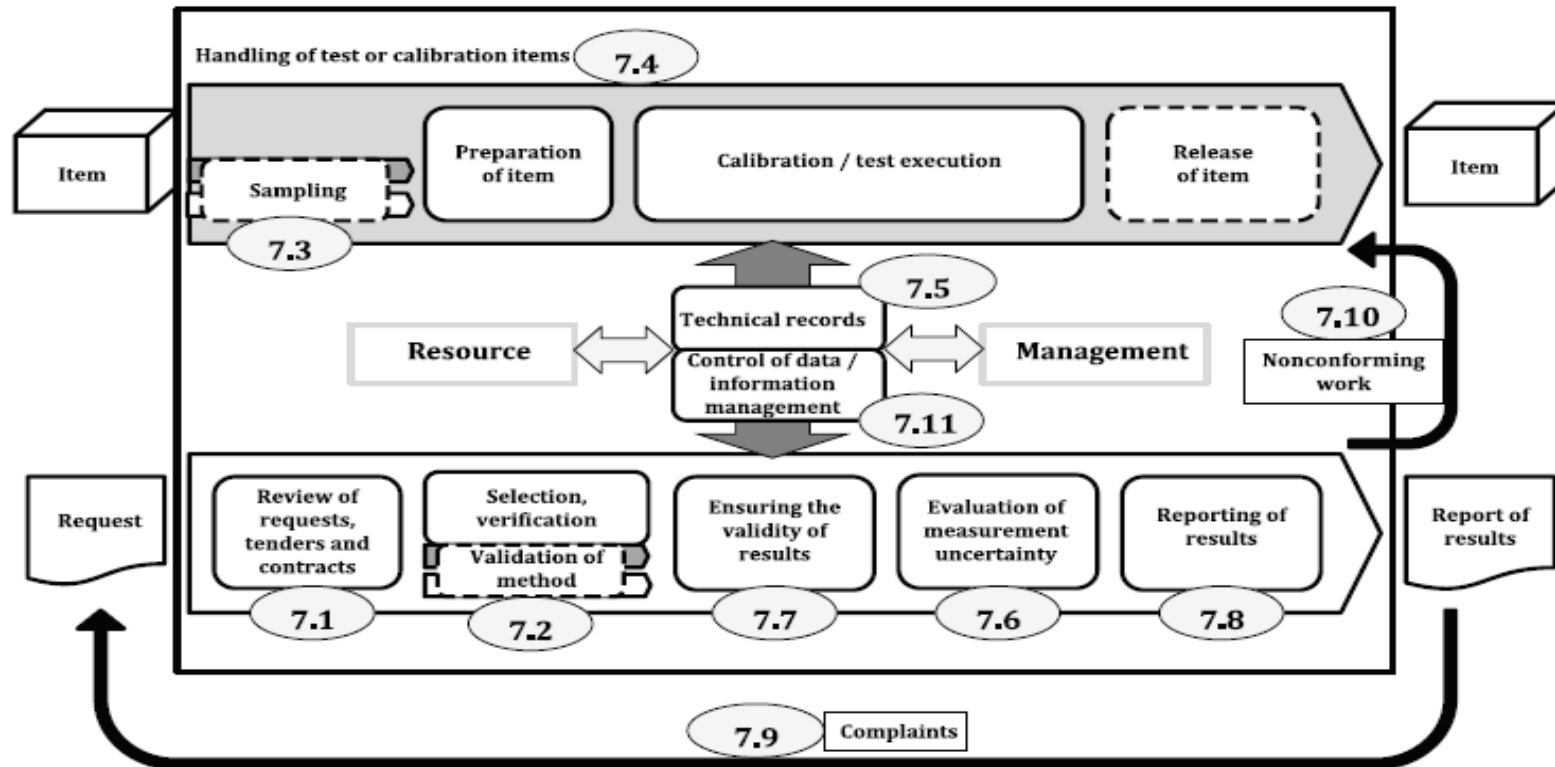 Handling of test or calibration items
7.4
Item
Sampling
7.3
Preparation
of item
Calibration / test execution
Release
of item
Item
7.5
Technical records
Resource
Management
Control of data /
information
management
7.11
7.10
Nonconforming
work
Request
Review of
requests,
tenders and
contracts
7.1
Selection,
verification
Validation of
method
7.2
Ensuring the
validity of
results
7.7
Evaluation of
measurement
uncertainty
7.6
Reporting of
results
7.8
Report of
results
7.9
Complaints